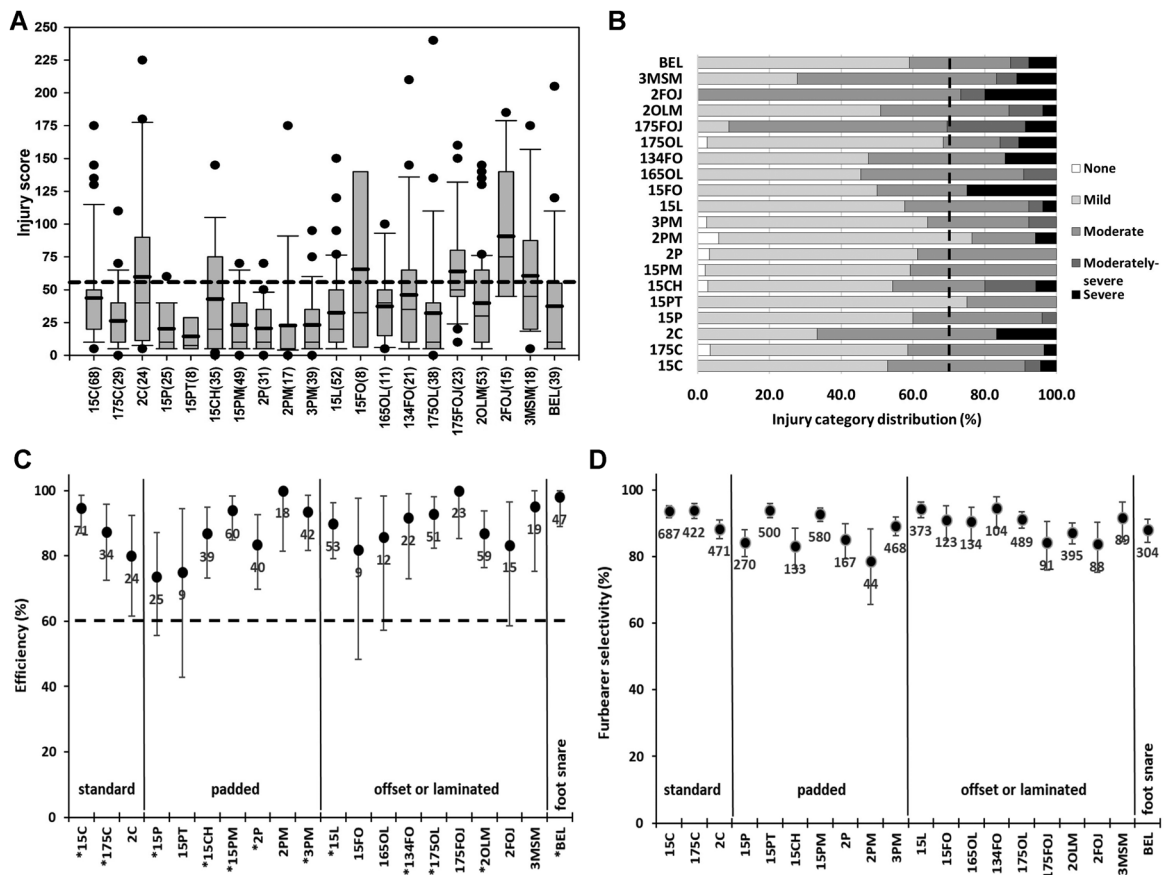 A
250
225
200
175
150
125
100
75
50
25
0
Injury score
15C(68)
175C(29)
2C(24)
15P(25)
15PT(8)
15CH(35)
15PM(49)
2P(31)
2PM(17)
3PM(39)
15L(52)
15FO(8)
165OL(11)
134FO(21)
175OL(38)
175FOJ(23)
2OLM(53)
2FOJ(15)
3MSM(18)
BEL(39)
B
BEL
3MSM
2FOJ
2OLM
175FOJ
175OL
134FO
165OL
15FO
15L
3PM
2PM
2P
15PM
15CH
15PT
15P
2C
175C
15C
0.0 20.0 40.0 60.0 80.0 100.0
Injury category distribution (%)
None
Mild
Moderate
Moderately-
severe
Severe
C
100
80
60
40
20
0
Efficiency (%)
71
34
24
25
9
39
60
40
18
42
53
9
12
22
51
23
59
15
19
47
standard
padded
offset or laminated
foot snare
*15C
*175C
2C
*15P
15PT
*15CH
*15PM
*2P
2PM
*3PM
*15L
15FO
165OL
*134FO
*175OL
175FOJ
*2OLM
2FOJ
3MSM
*BEL
D
100
80
60
40
20
0
Furbearer selectivity (%)
687
422
471
270
500
133
580
167
44
468
373
123
134
104
489
91
395
88
89
304
standard
padded
offset or laminated
foot snare
15C
175C
2C
15P
15PT
15CH
15PM
2P
2PM
3PM
15L
15FO
165OL
134FO
175OL
175FOJ
2OLM
2FOJ
3MSM
BEL